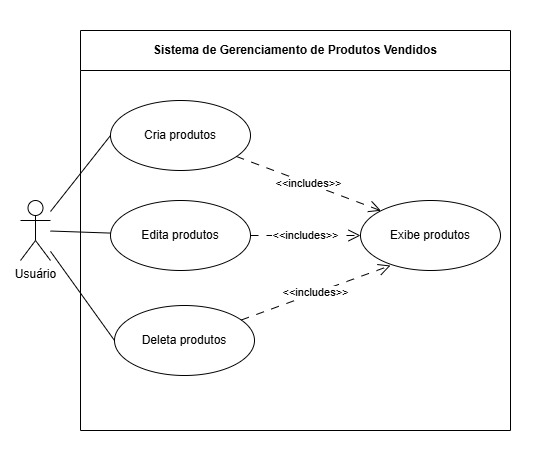 Sistema de Gerenciamento de Produtos Vendidos
Cria produtos
<<includes>>
Edita produtos
<<includes>>
Exibe produtos
Usuário
<<includes>>
Deleta produtos